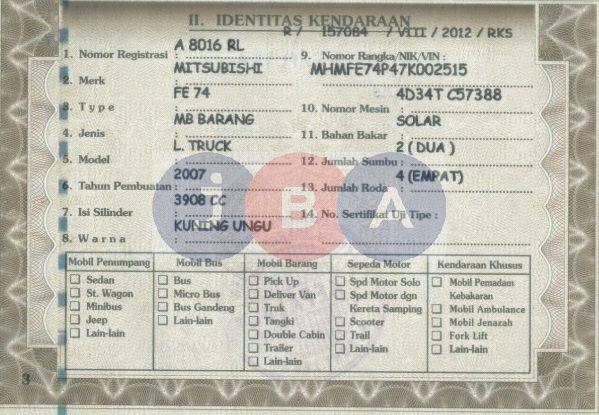 II. IDENTITAS KENDARAAN
R / 157084 / VIII / 2012 / RKS
1. Nomor Registrasi : A 8016 RL
2. Merk : MITSUBISHI
3. Type : FE 74
4. Jenis : MB BARANG
5. Model : L. TRUCK
6. Tahun Pembuatan : 2007
7. Isi Silinder : 3908 CC
8. Warna : KUNING UNGU
9. Nomor Rangka/NIK/VIN : MHMFE74P47K002515
10. Nomor Mesin : 4D34T C57388
11. Bahan Bakar : SOLAR
12. Jumlah Sumbu : 2 ( DUA )
13. Jumlah Roda : 4 (EMPAT)
14. No. Sertifikat Uji Tipe :
iBA
Mobil Penumpang
Sedan
St. Wagon
Minibus
Jeep
Lain-lain
Mobil Bus
Bus
Micro Bus
Bus Gandeng
Lain-lain
Mobil Barang
Pick Up
Deliver Van
Truk
Tangki
Double Cabin
Trailer
Lain-lain
Sepeda Motor
Spd Motor Solo
Spd Motor dgn
Kereta Samping
Scooter
Trail
Lain-lain
Kendaraan Khusus
Mobil Pemadam
Kebakaran
Mobil Ambulance
Mobil Jenazah
Fork Lift
Lain-lain
3